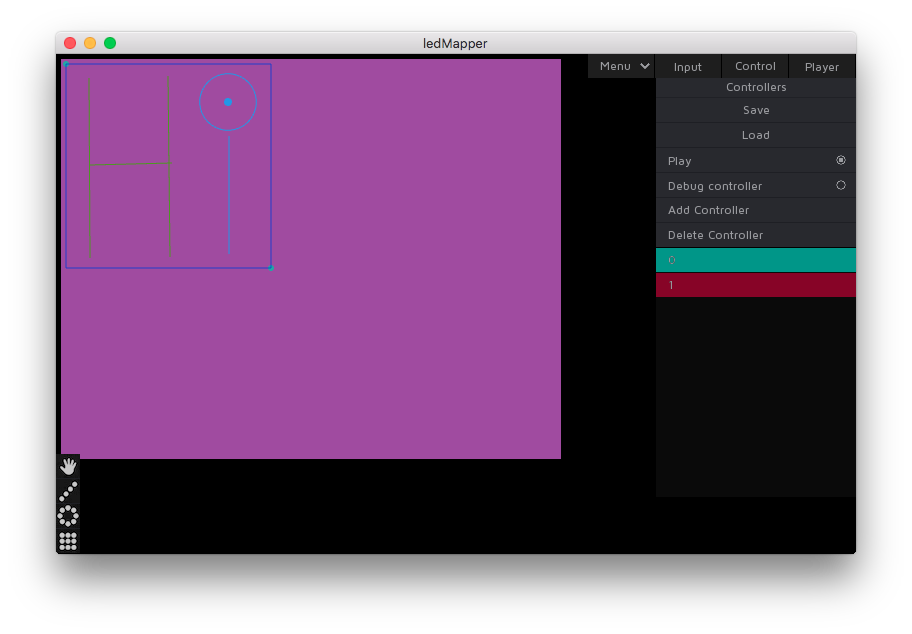 ledMapper
Menu Input Control Player
Controllers
Save
Load
Play
Debug controller
Add Controller
Delete Controller
0
1